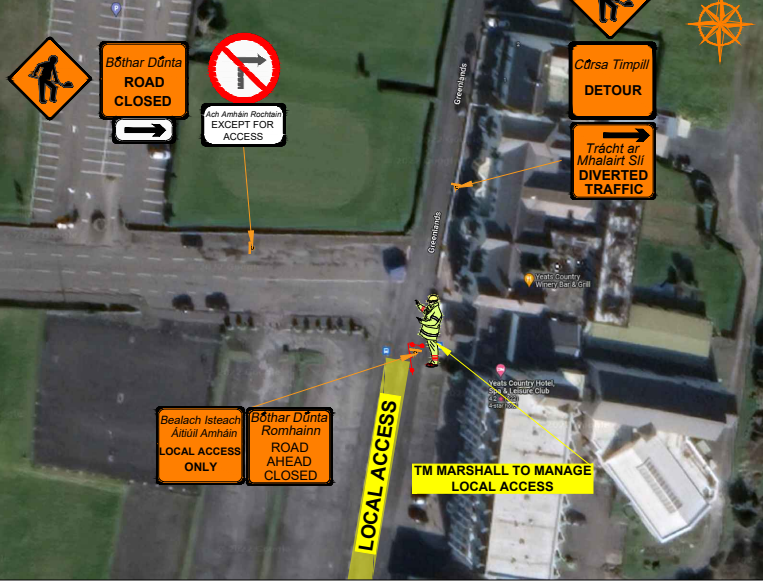 Bóthar Dúnta
ROAD
CLOSED
Ach Amháin Rochtain
EXCEPT FOR
ACCESS
Cúrsa Timpill
DETOUR
Trácht ar
Mhalairt Slí
DIVERTED
TRAFFIC
Greenlands
Greenlands
P
Yeats Country
Winery Bar & Grill
Yeats Country Hotel,
Spa & Leisure Club
Bealach Isteach
Áitiúil Amháin
LOCAL ACCESS
ONLY
Bóthar Dúnta
Romhainn
ROAD
AHEAD
CLOSED
LOCAL ACCESS
TM MARSHALL TO MANAGE
LOCAL ACCESS